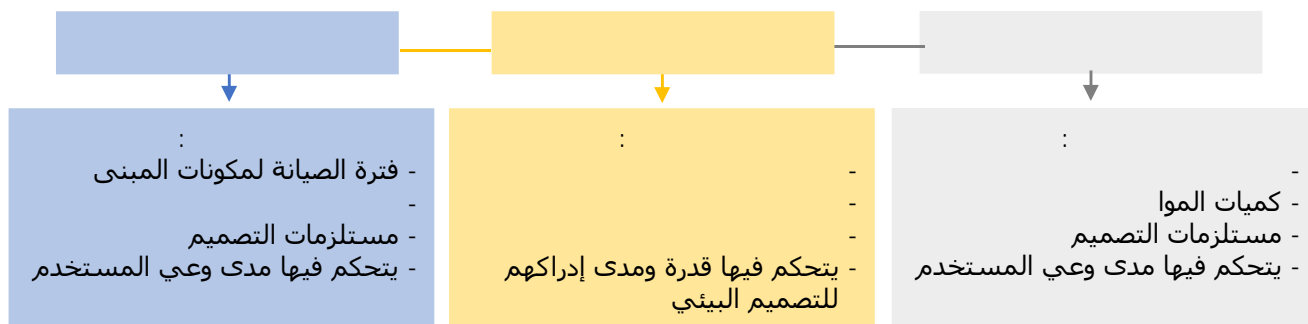 :
-
- كميات الموا
- مستلزمات التصميم
- يتحكم فيها مدى وعي المستخدم
:
-
-
-
- يتحكم فيها قدرة ومدى إدراكهم
للتصميم البيئي
:
- فترة الصيانة لمكونات المبنى
-
- مستلزمات التصميم
- يتحكم فيها مدى وعي المستخدم